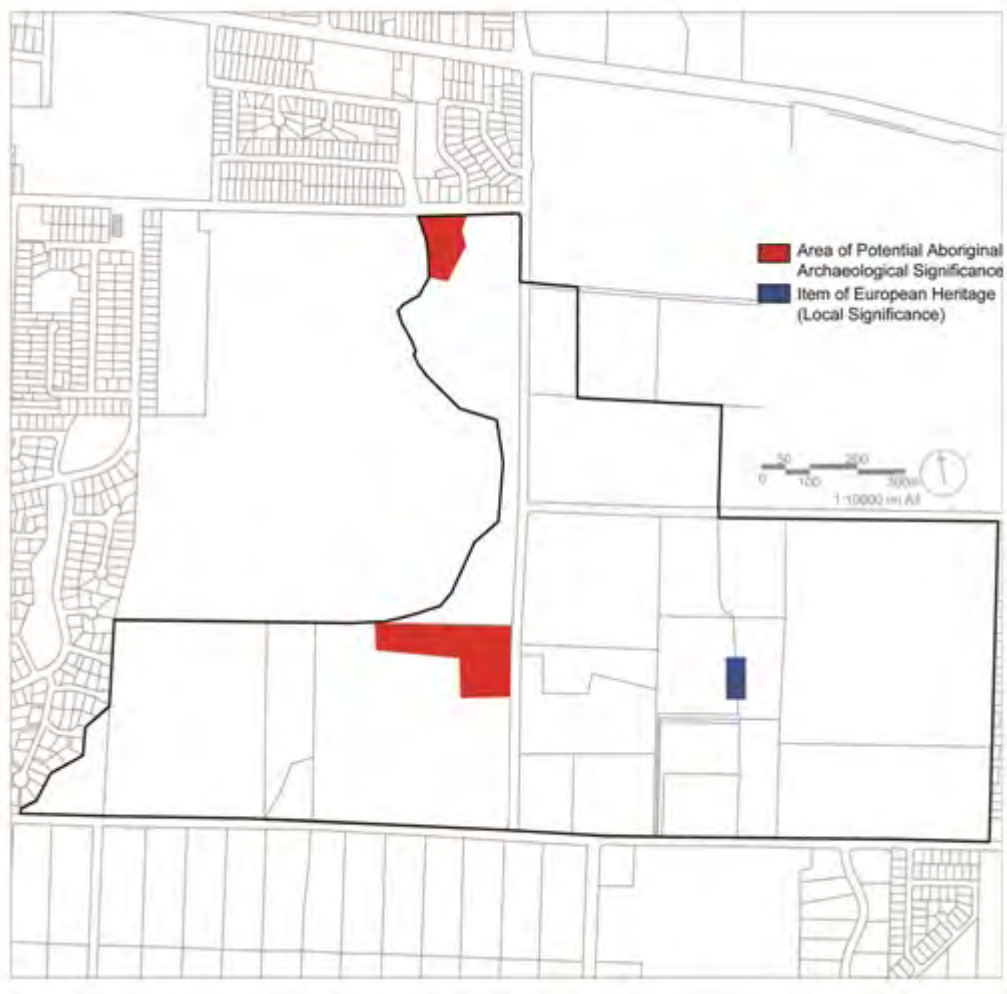 Area of Potential Aboriginal
Archaeological Significance
Item of European Heritage
(Local Significance)
50 200
0 100 300m
1:10000 on A4